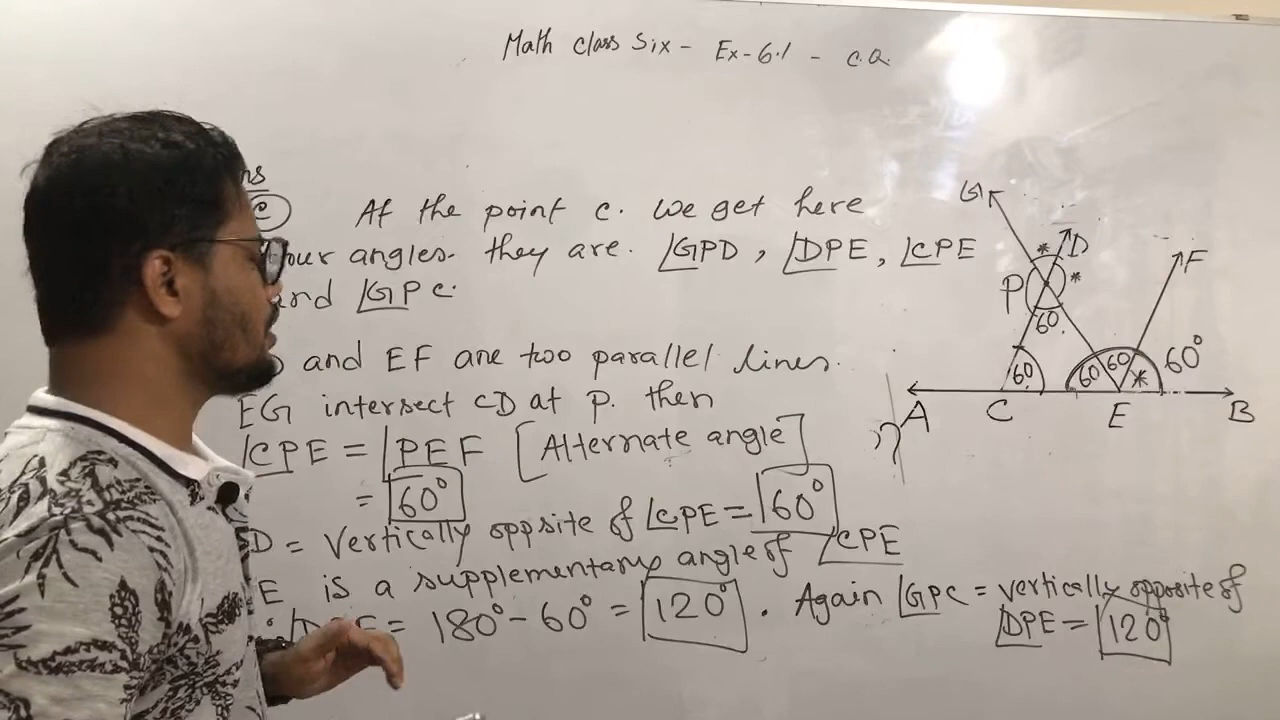 Math class Six - Ex-6.1 - C.Q.
ns
c At the point c. we get here
our angles. they are. ∠GPD, ∠DPE, ∠CPE
and ∠GPC.
and EF are two parallel lines.
EG intersect CD at P. then
∠CPE = ∠PEF [Alternate angle]
= 60°
D = Vertically oppsite of ∠CPE = 60°
E is a supplementary angle of ∠CPE
= 180° - 60° = 120°. Again ∠GPC = vertically opposite of
∠DPE = 120°
G
* D
P *
F
60
60 60 60 * 60°
A C E B